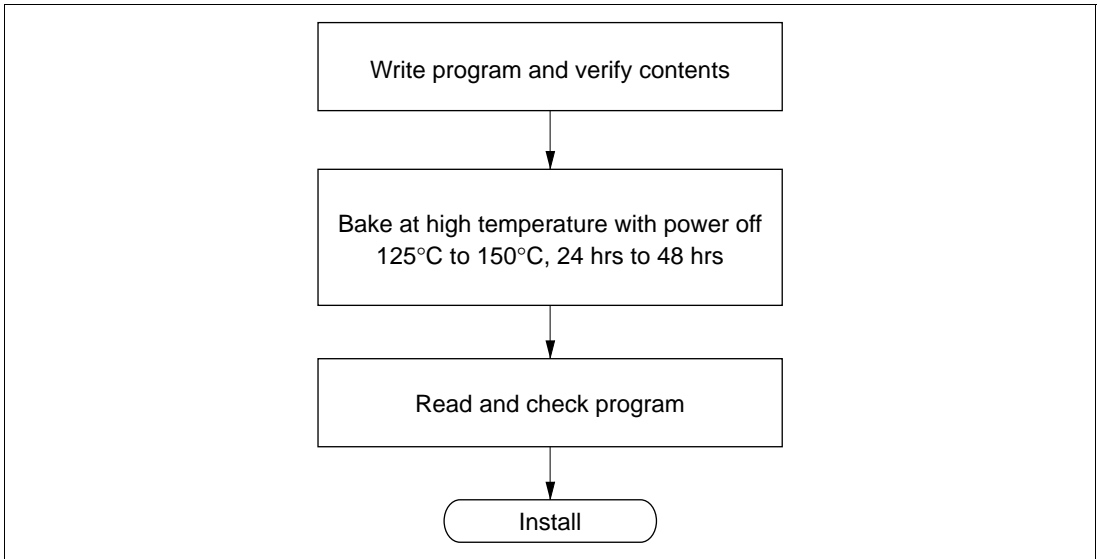 Write program and verify contents
Bake at high temperature with power off
125°C to 150°C, 24 hrs to 48 hrs
Read and check program
Install